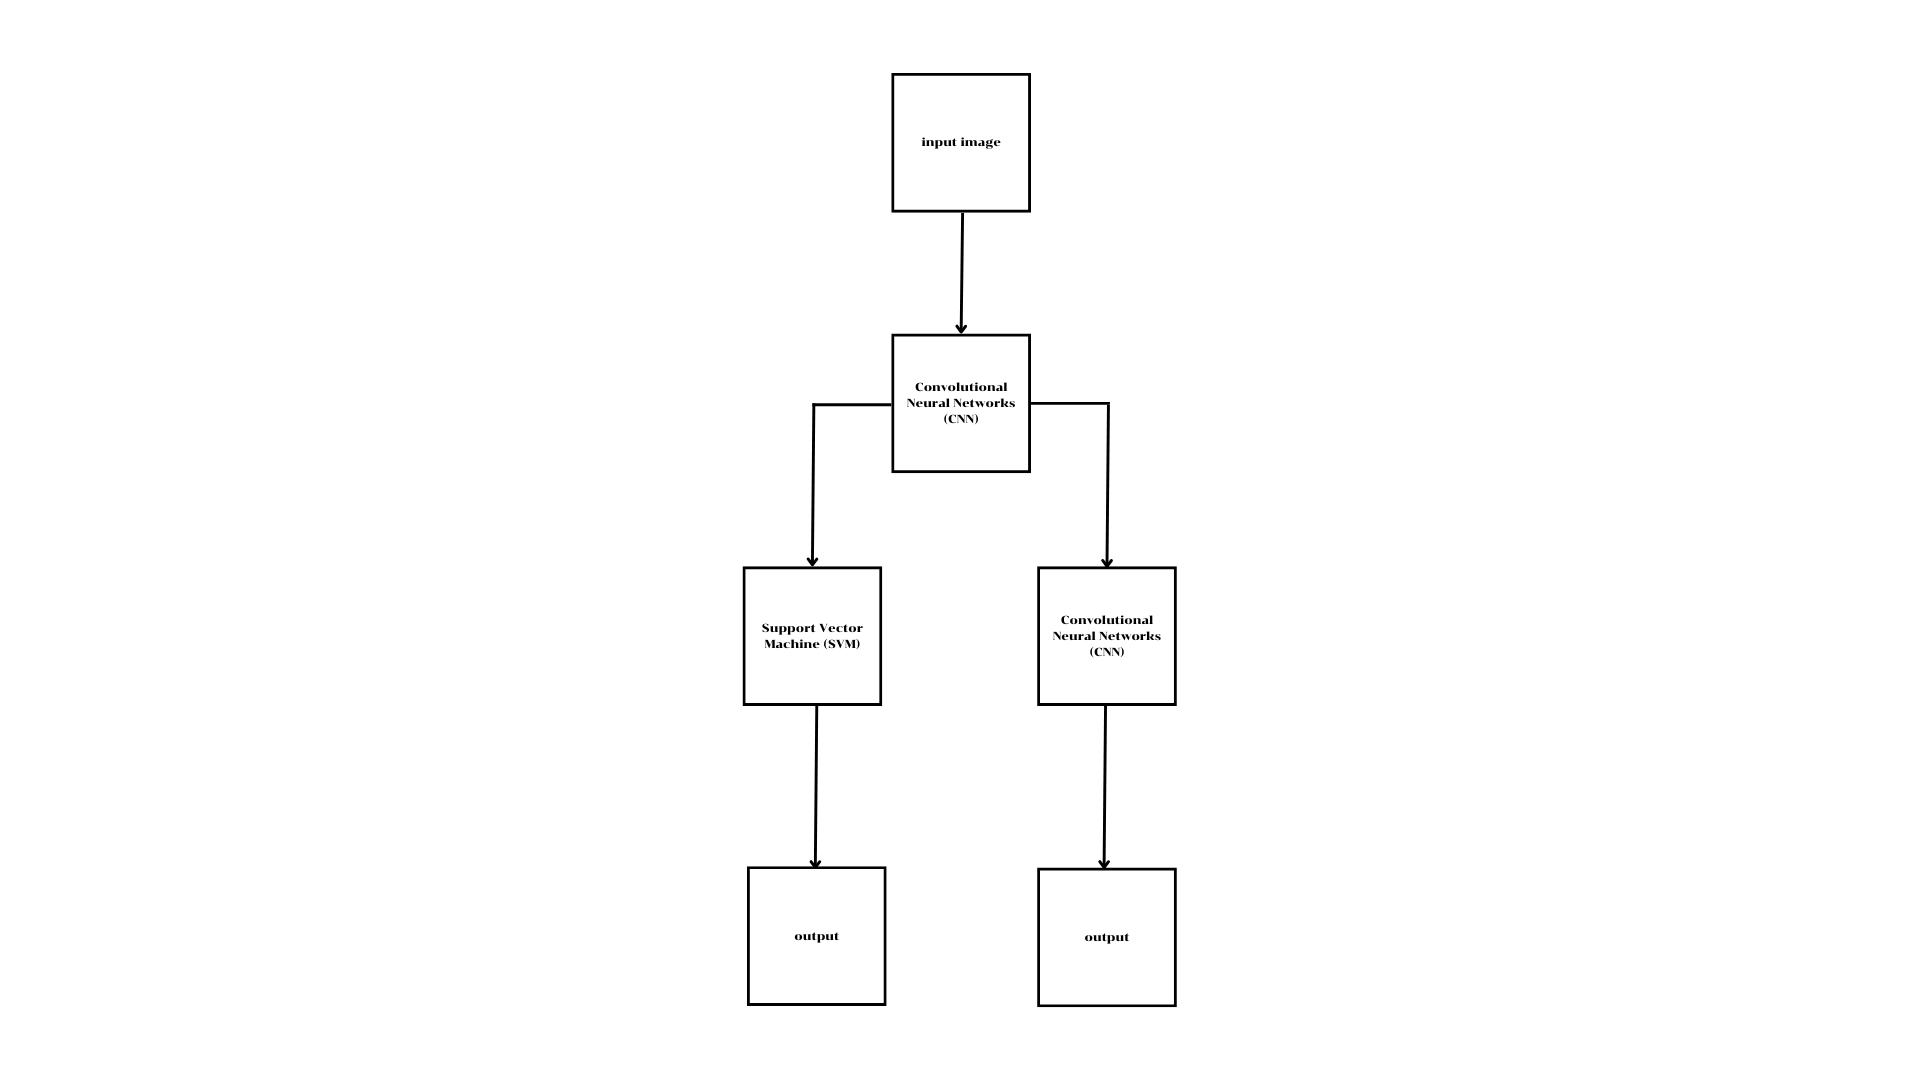 input image
Convolutional
Neural Networks
(CNN)
Support Vector
Machine (SVM)
Convolutional
Neural Networks
(CNN)
output
output